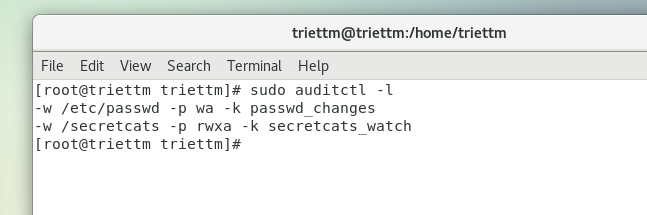 triettm@triettm:/home/triettm
File Edit View Search Terminal Help
[root@triettm triettm]# sudo auditctl -l
-w /etc/passwd -p wa -k passwd_changes
-w /secretcats -p rwxa -k secretcats_watch
[root@triettm triettm]#